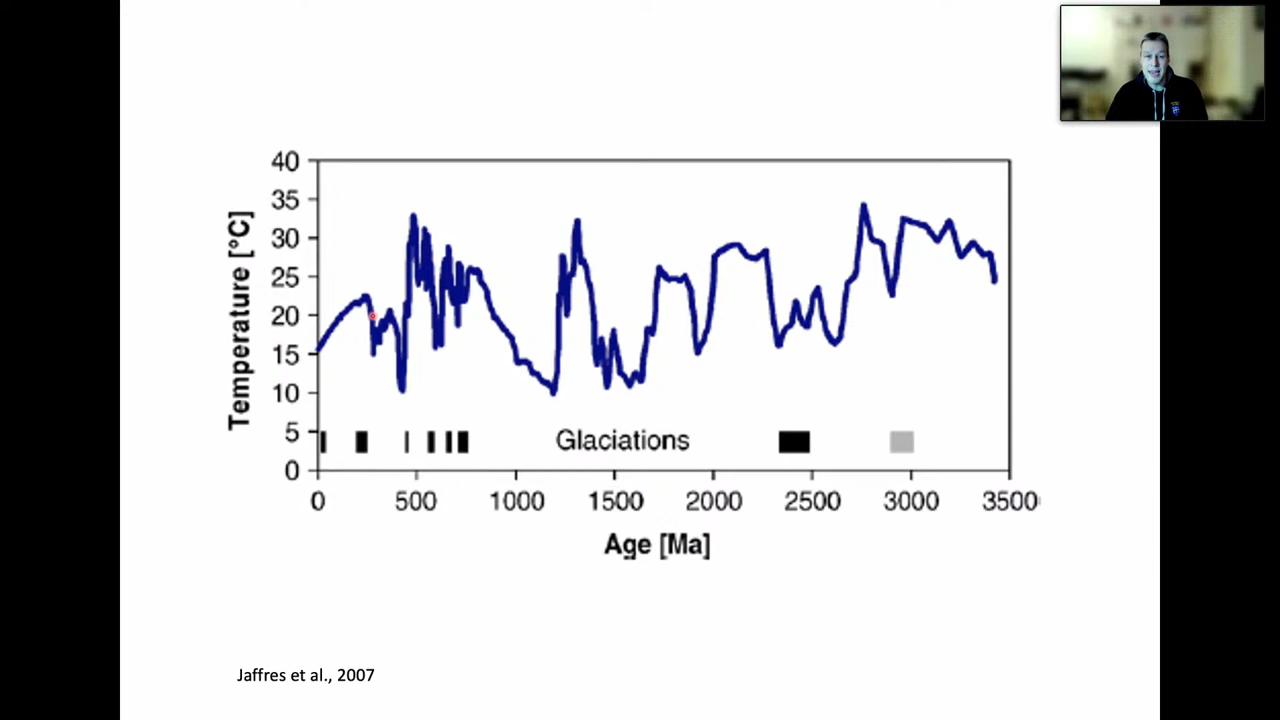 40
35
30
25
20
15
10
5
0
Temperature [°C]
Glaciations
0 500 1000 1500 2000 2500 3000 3500
Age [Ma]
Jaffres et al., 2007